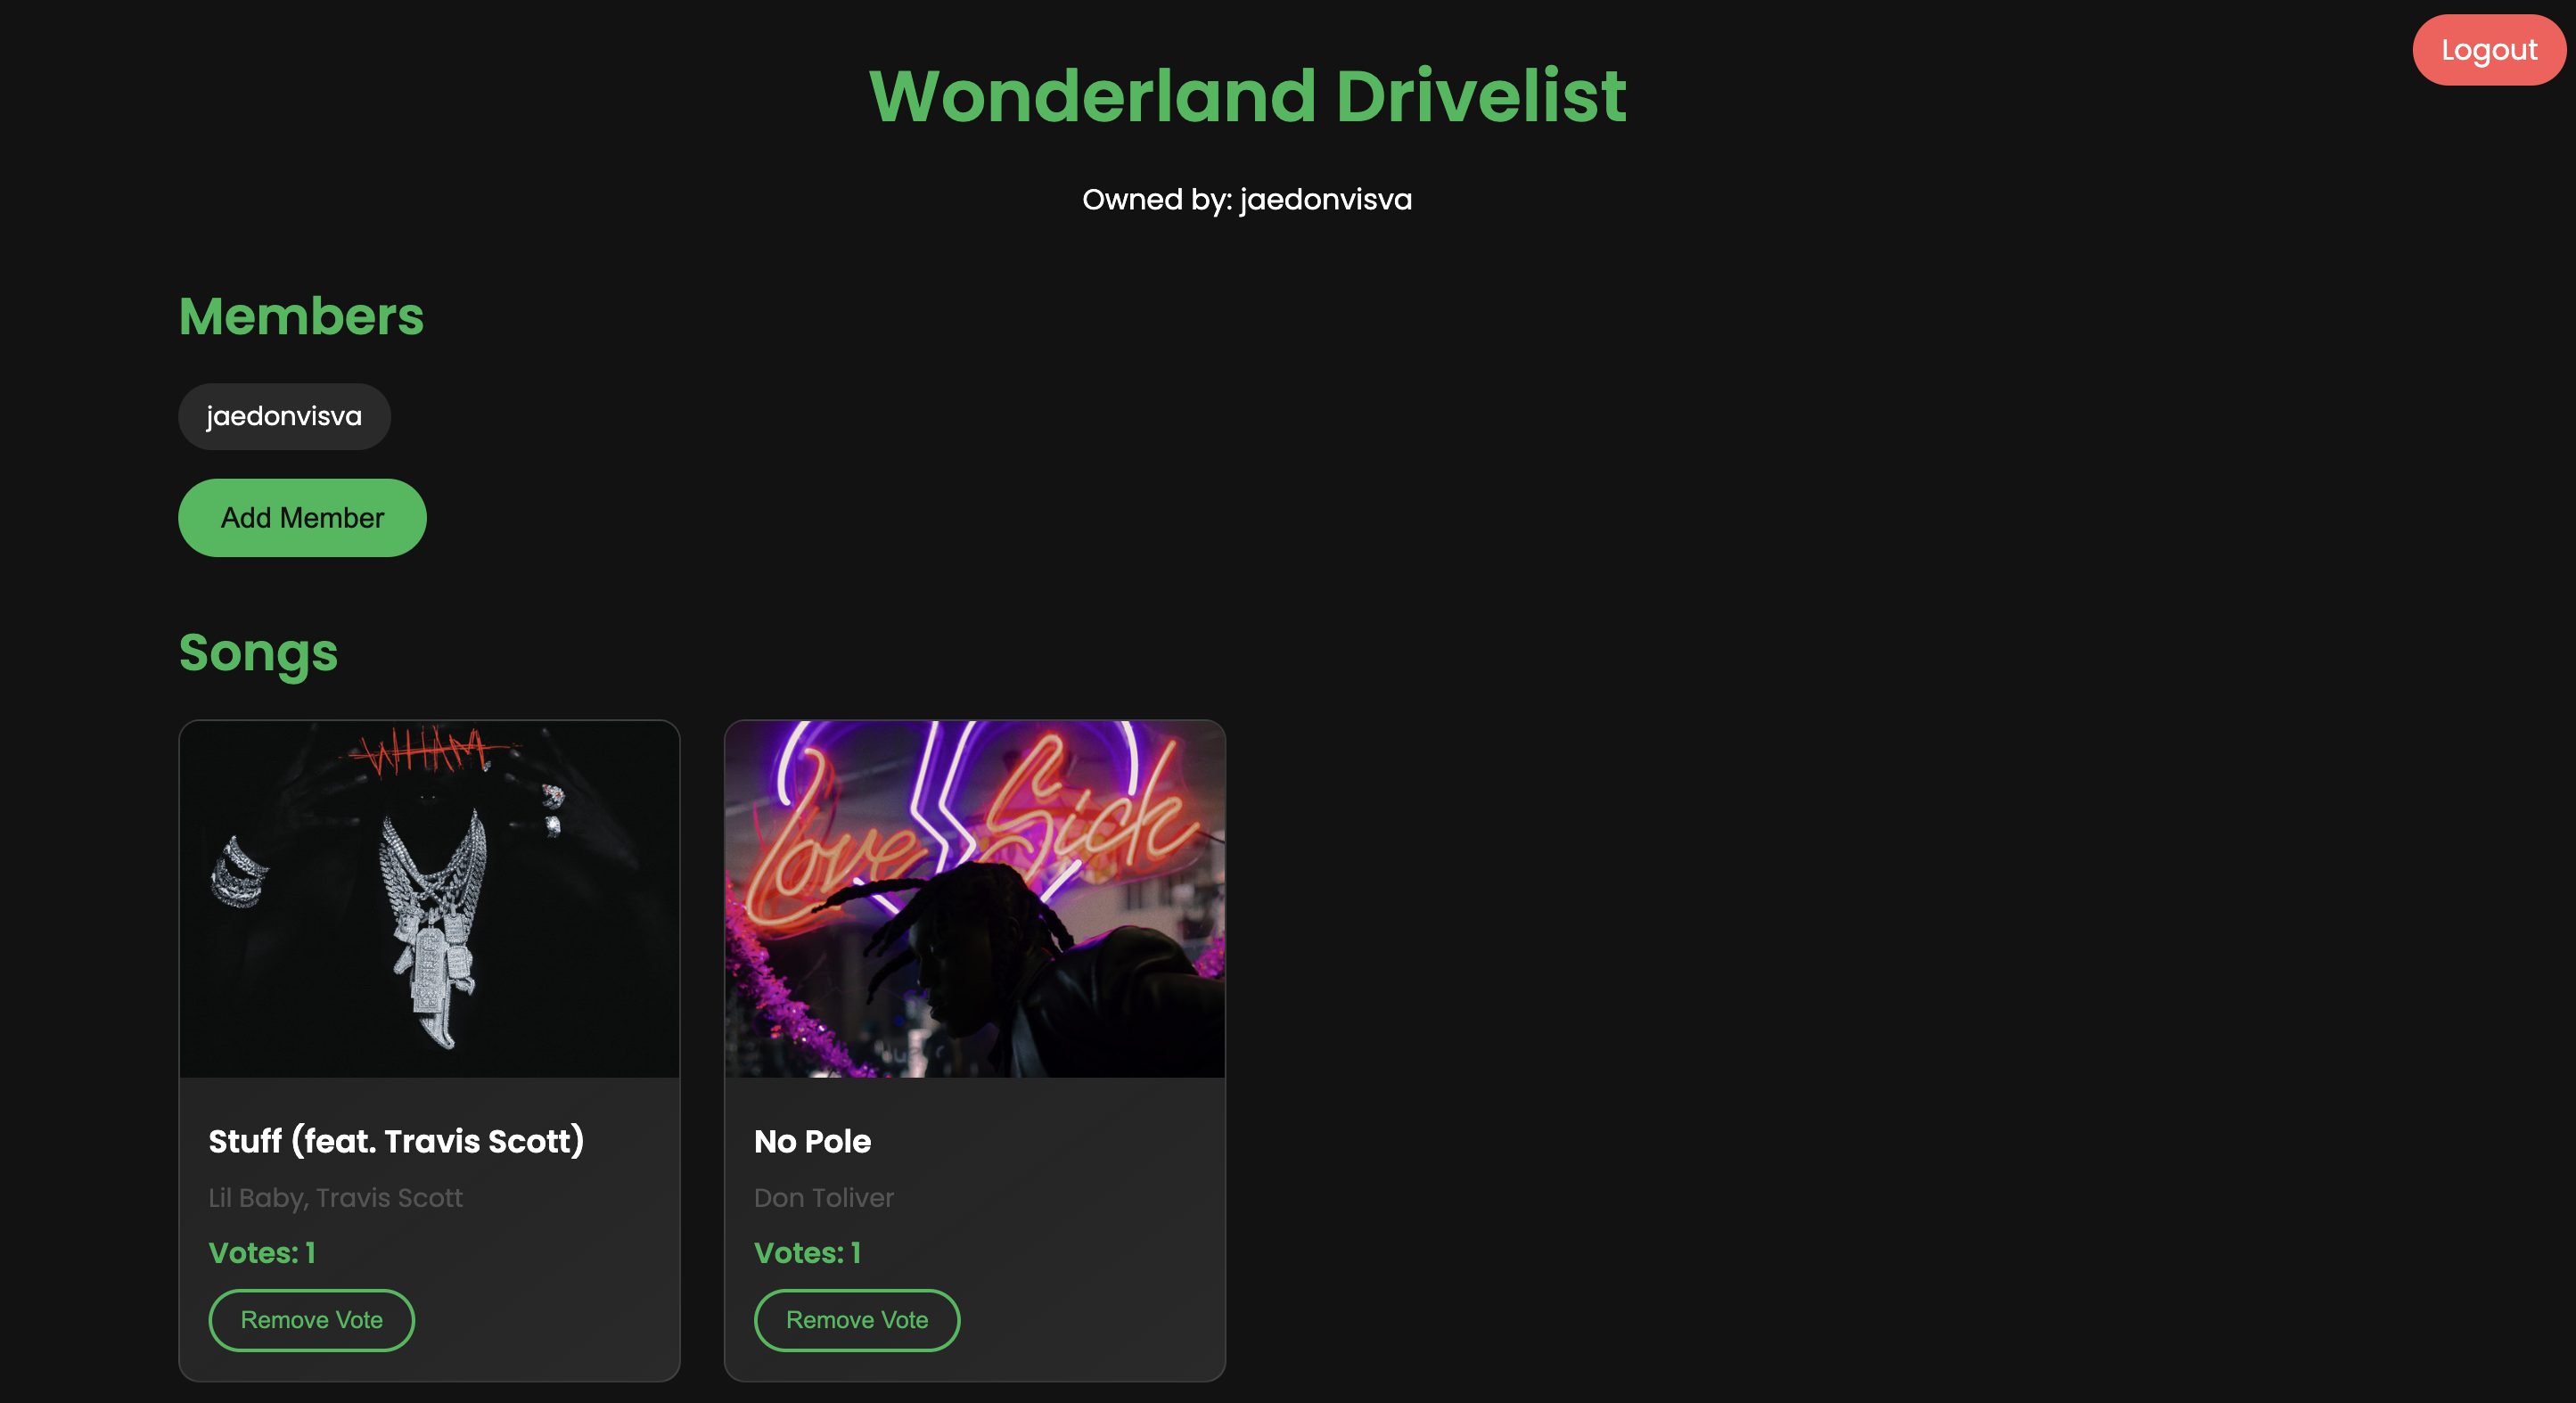 Logout
Wonderland Drivelist
Owned by: jaedonvisva
Members
jaedonvisva
Add Member
Songs
WHAM
Love Sick
Stuff (feat. Travis Scott)
Lil Baby, Travis Scott
Votes: 1
Remove Vote
No Pole
Don Toliver
Votes: 1
Remove Vote